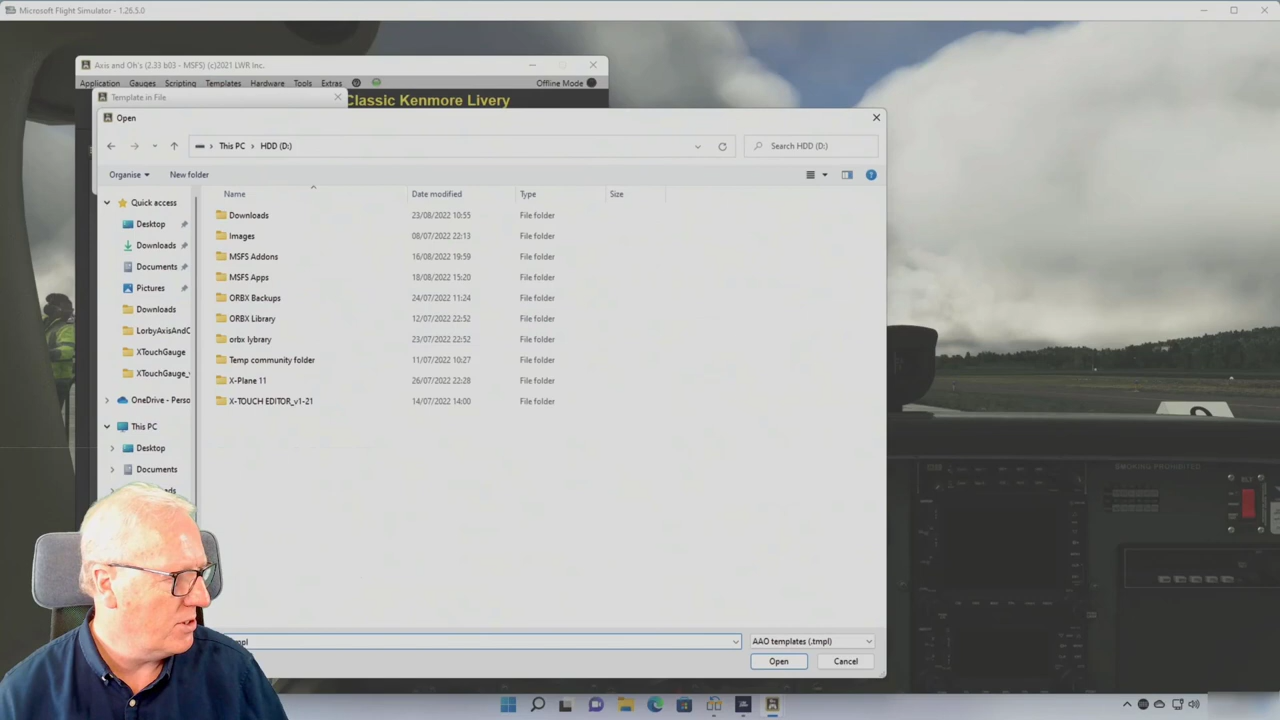 Microsoft Flight Simulator - 1.26.5.0
Axis and Oh's (2.33 b03 - MSFS) (c)2021 LWR Inc.
Application Gauges Scripting Templates Hardware Tools Extras Offline Mode
Template in File
Classic Kenmore Livery
Open
This PC > HDD (D:)
Search HDD (D:)
Organise New folder
Name Date modified Type Size
Quick access
Desktop
Downloads
Documents
Pictures
Downloads
LorbyAxisAndO
XTouchGauge
XTouchGauge_v
OneDrive - Perso
This PC
Desktop
Documents
Downloads 23/08/2022 10:55 File folder
Images 08/07/2022 22:13 File folder
MSFS Addons 16/08/2022 19:59 File folder
MSFS Apps 18/08/2022 15:20 File folder
ORBX Backups 24/07/2022 11:24 File folder
ORBX Library 12/07/2022 22:52 File folder
orbx lybrary 23/07/2022 22:52 File folder
Temp community folder 11/07/2022 10:27 File folder
X-Plane 11 26/07/2022 22:28 File folder
X-TOUCH EDITOR_v1-21 14/07/2022 14:00 File folder
mpl
AAO templates (.tmpl)
Open Cancel
SMOKING PROHIBITED